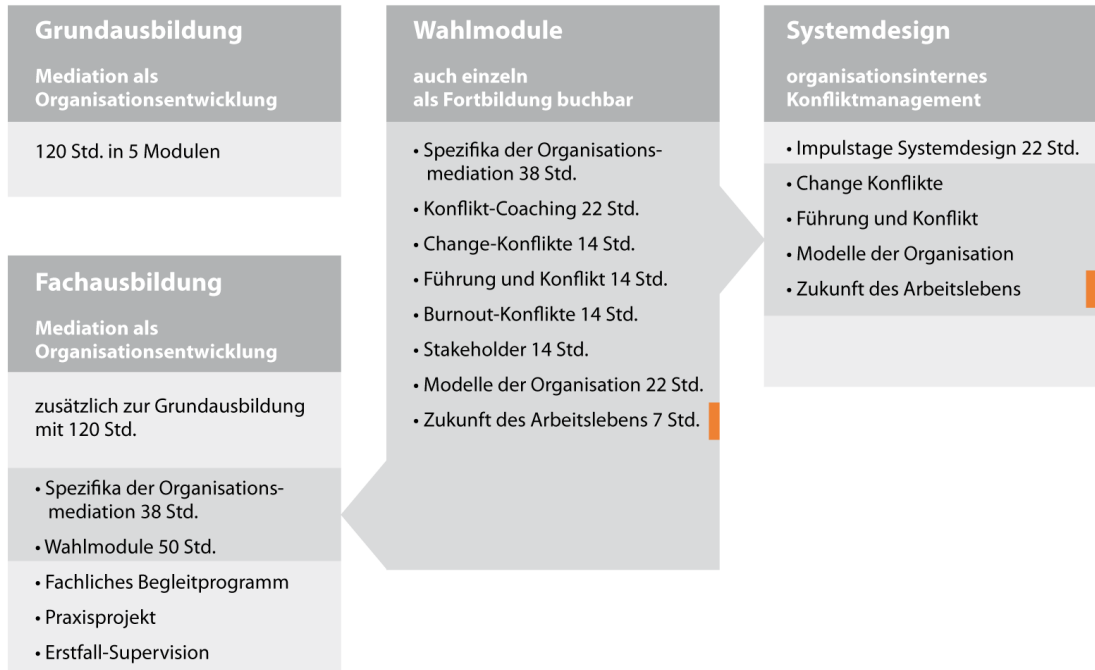 Grundausbildung
Mediation als
Organisationsentwicklung
120 Std. in 5 Modulen
Fachausbildung
Mediation als
Organisationsentwicklung
zusätzlich zur Grundausbildung
mit 120 Std.
• Spezifika der Organisations-
mediation 38 Std.
• Wahlmodule 50 Std.
• Fachliches Begleitprogramm
• Praxisprojekt
• Erstfall-Supervision
Wahlmodule
auch einzeln
als Fortbildung buchbar
• Spezifika der Organisations-
mediation 38 Std.
• Konflikt-Coaching 22 Std.
• Change-Konflikte 14 Std.
• Führung und Konflikt 14 Std.
• Burnout-Konflikte 14 Std.
• Stakeholder 14 Std.
• Modelle der Organisation 22 Std.
• Zukunft des Arbeitslebens 7 Std.
Systemdesign
organisationsinternes
Konfliktmanagement
• Impulstage Systemdesign 22 Std.
• Change Konflikte
• Führung und Konflikt
• Modelle der Organisation
• Zukunft des Arbeitslebens